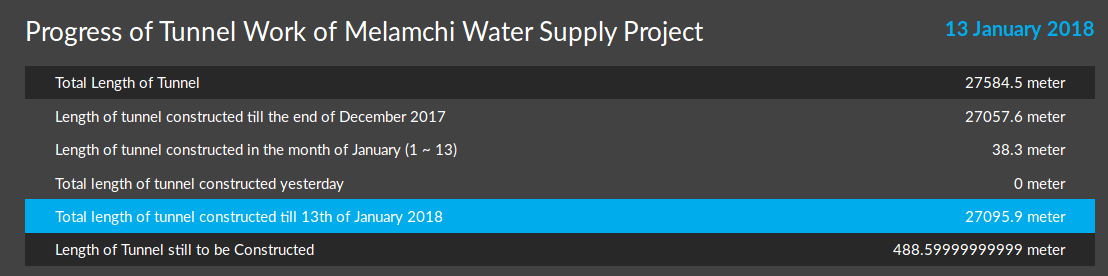 Progress of Tunnel Work of Melamchi Water Supply Project 13 January 2018
Total Length of Tunnel 27584.5 meter
Length of tunnel constructed till the end of December 2017 27057.6 meter
Length of tunnel constructed in the month of January (1 ~ 13) 38.3 meter
Total length of tunnel constructed yesterday 0 meter
Total length of tunnel constructed till 13th of January 2018 27095.9 meter
Length of Tunnel still to be Constructed 488.59999999999 meter